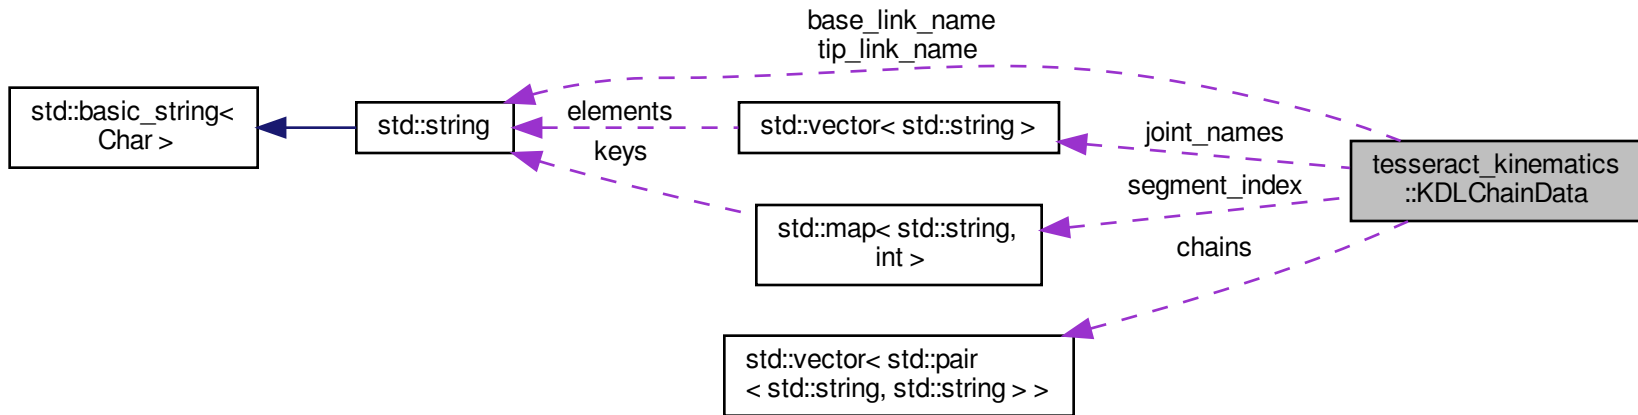 base_link_name
tip_link_name
std::basic_string<
Char >
std::string
elements
keys
std::vector< std::string >
joint_names
segment_index
std::map< std::string,
int >
chains
tesseract_kinematics
::KDLChainData
std::vector< std::pair
< std::string, std::string > >